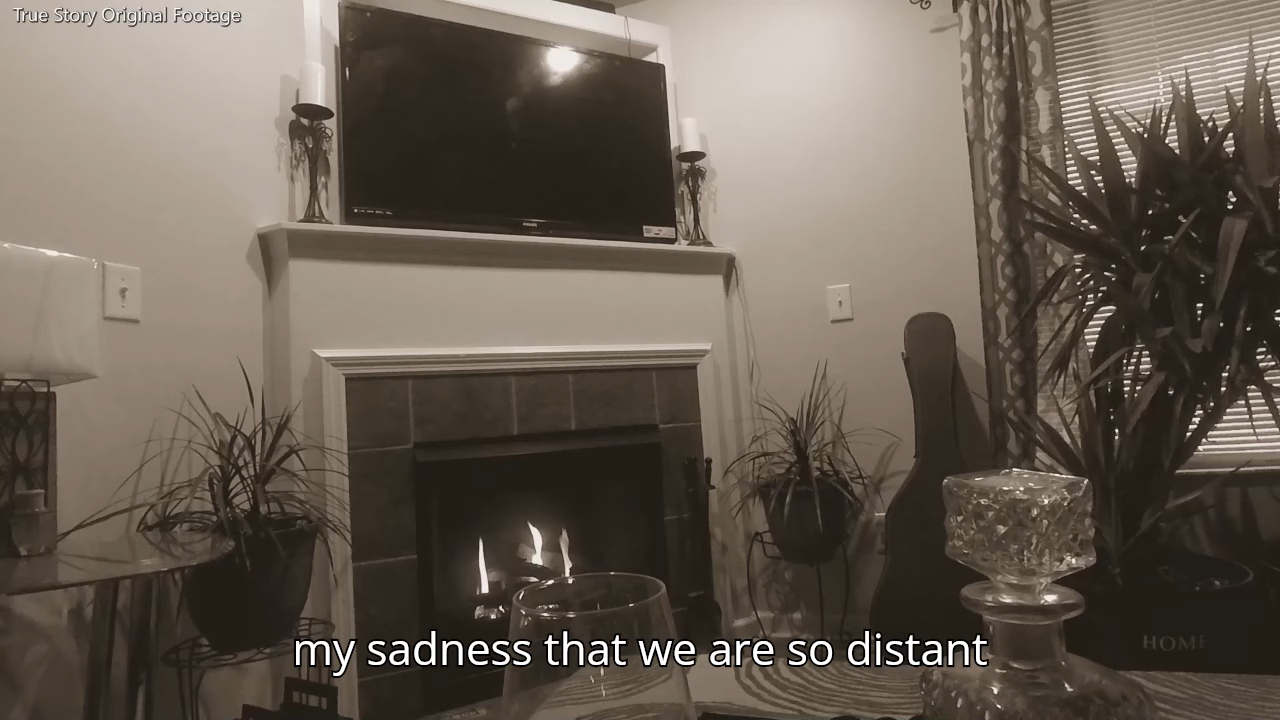 True Story Original Footage
my sadness that we are so distant
HOME